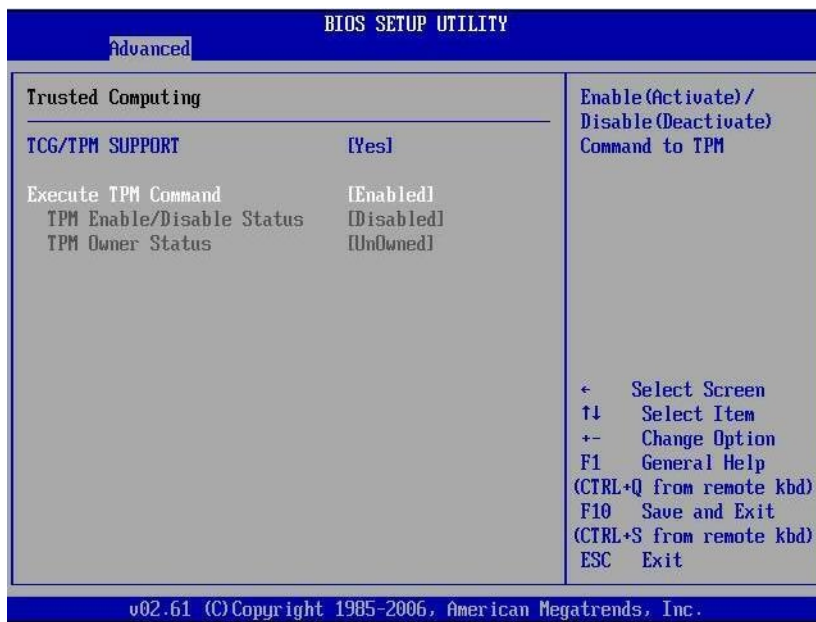 BIOS SETUP UTILITY
Advanced
Trusted Computing
TCG/TPM SUPPORT [Yes]
Execute TPM Command [Enabled]
TPM Enable/Disable Status [Disabled]
TPM Owner Status [UnOwned]
Enable(Activate)/
Disable(Deactivate)
Command to TPM
← Select Screen
↑↓ Select Item
+- Change Option
F1 General Help
(CTRL+Q from remote kbd)
F10 Save and Exit
(CTRL+S from remote kbd)
ESC Exit
v02.61 (C)Copyright 1985-2006, American Megatrends, Inc.